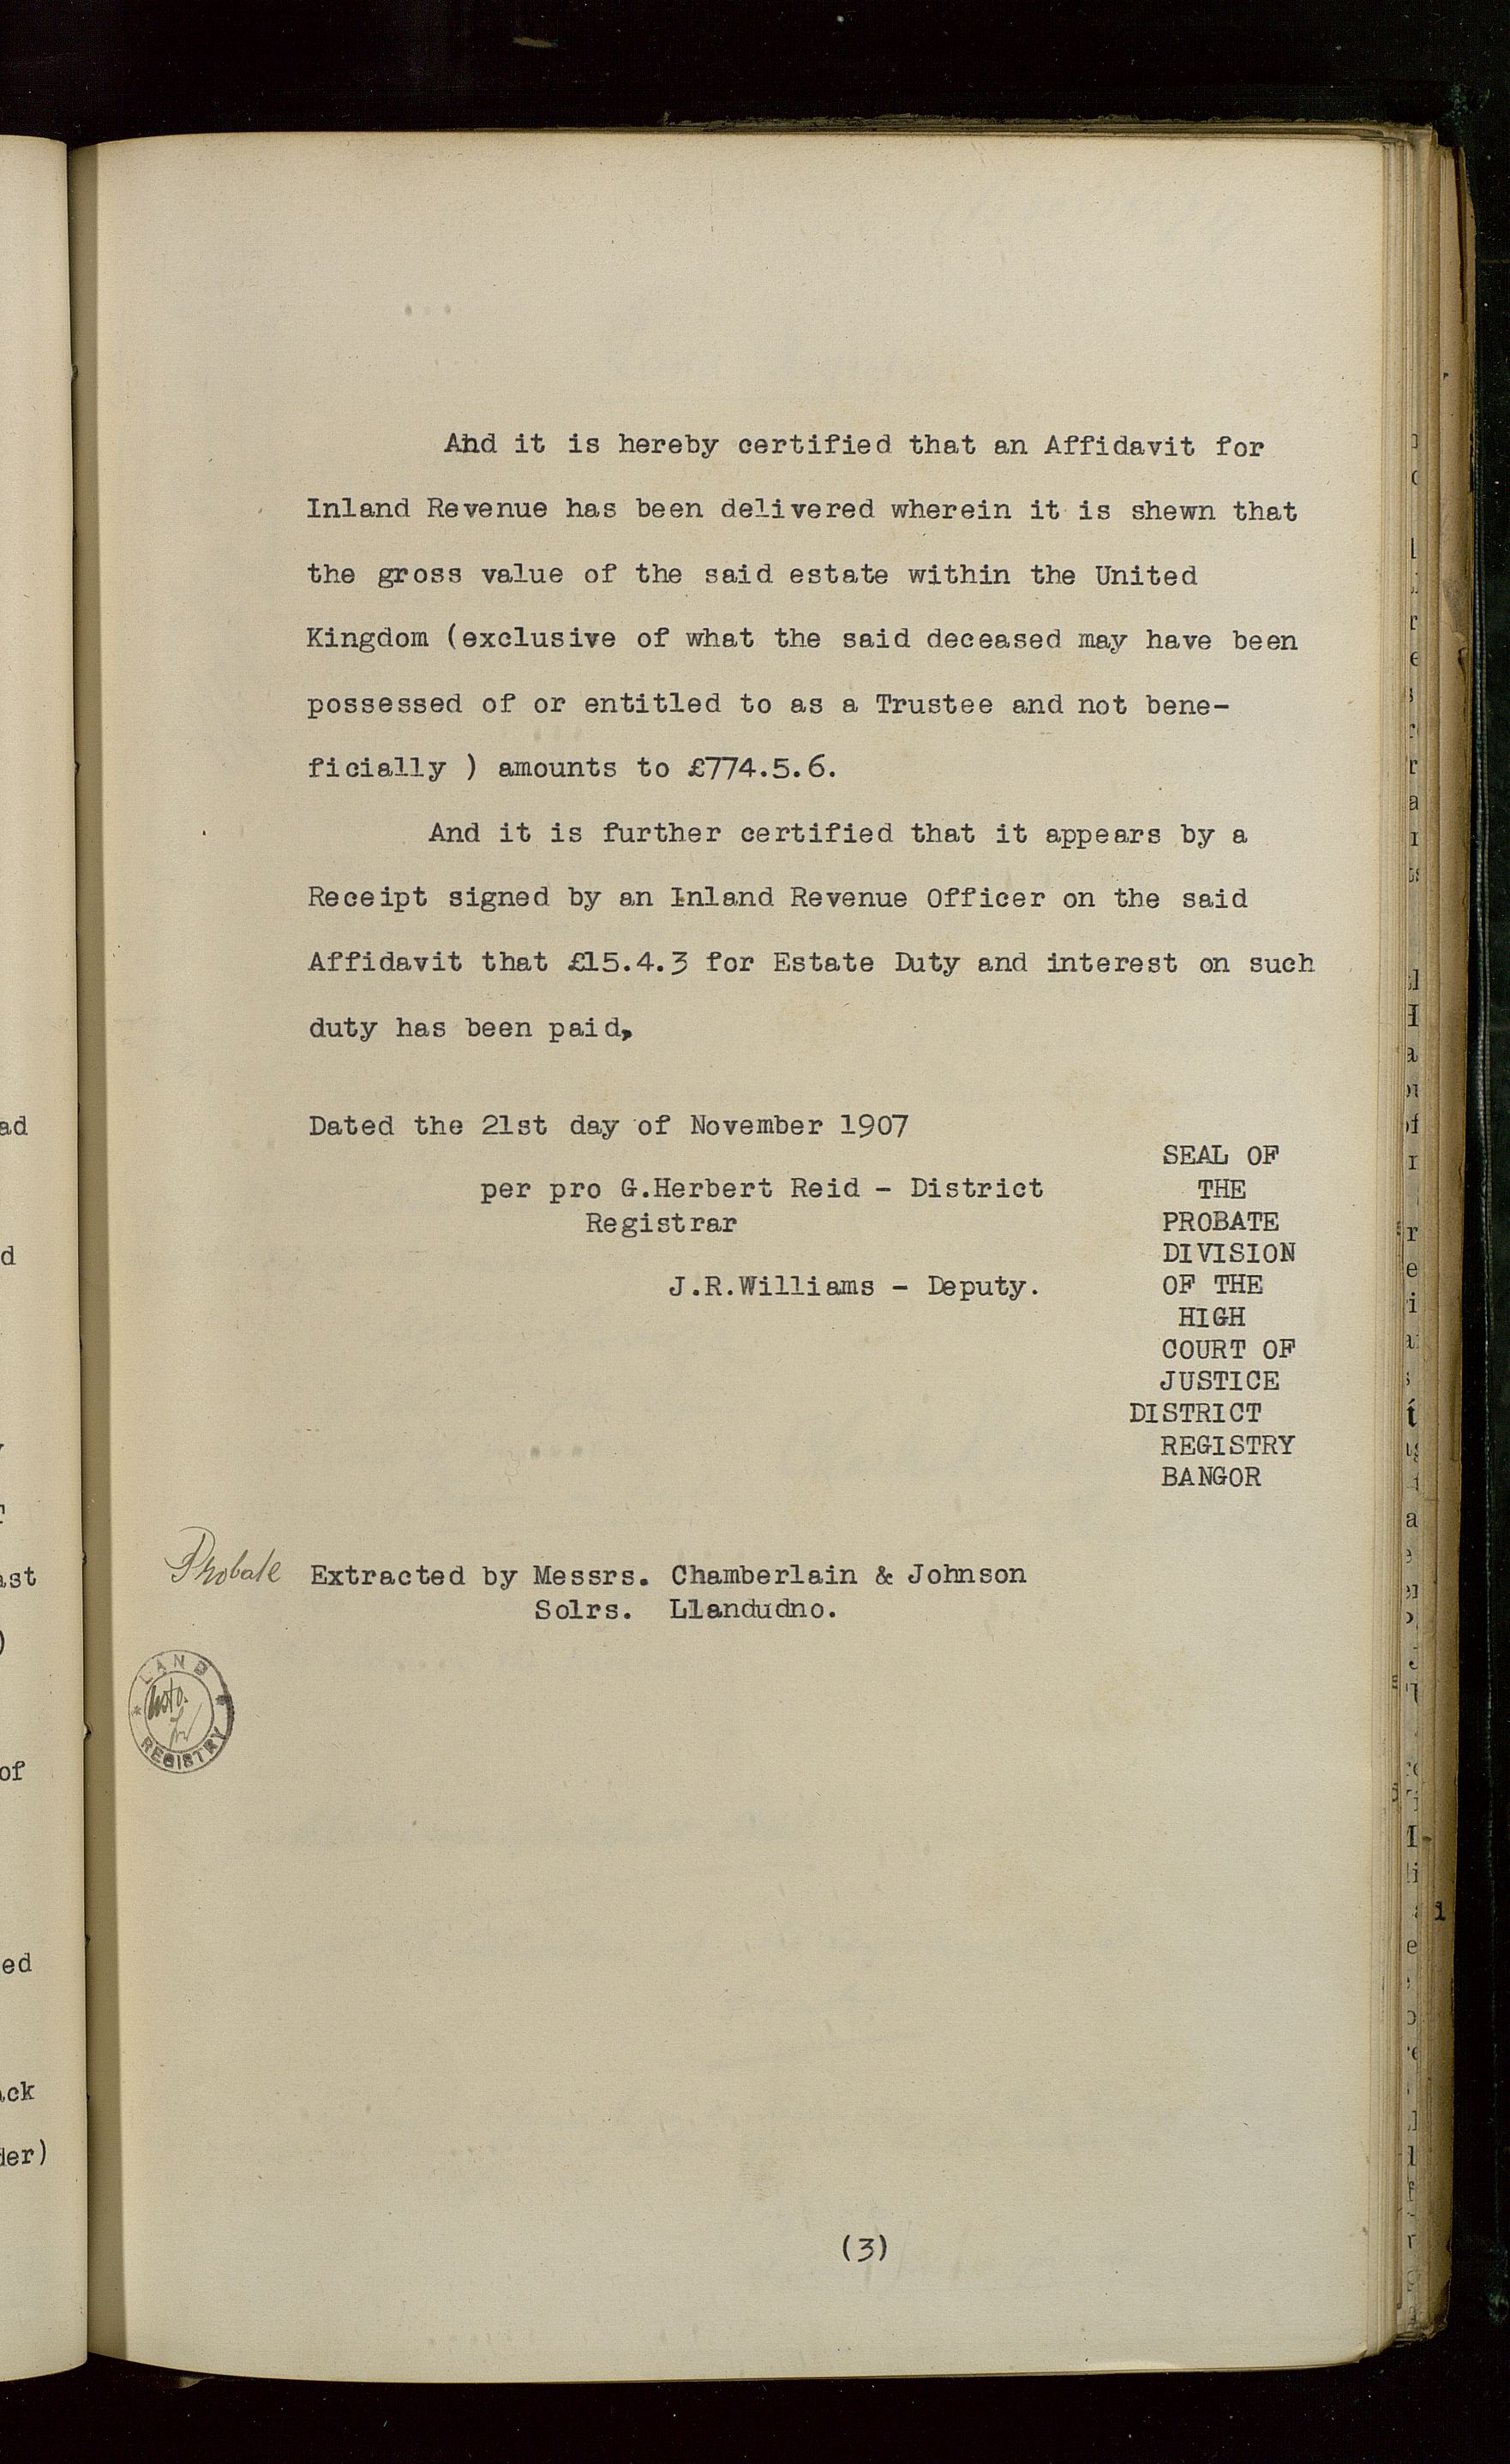 And it is hereby certified that an Affidavit for
Inland Revenue has been delivered wherein it is shewn that
the gross value of the said estate within the United
Kingdom (exclusive of what the said deceased may have been
possessed of or entitled to as a Trustee and not bene-
ficially ) amounts to £774.5.6.
And it is further certified that it appears by a
Receipt signed by an Inland Revenue Officer on the said
Affidavit that £15.4.3 for Estate Duty and interest on such
duty has been paid,
Dated the 21st day of November 1907
per pro G.Herbert Reid - District
Registrar
J.R.Williams - Deputy.
SEAL OF
THE
PROBATE
DIVISION
OF THE
HIGH
COURT OF
JUSTICE
DISTRICT
REGISTRY
BANGOR
Probate Extracted by Messrs. Chamberlain & Johnson
Solrs. Llandudno.
LAND
REGISTRY
(3)
ad
d
ast
)
of
ed
ack
der)